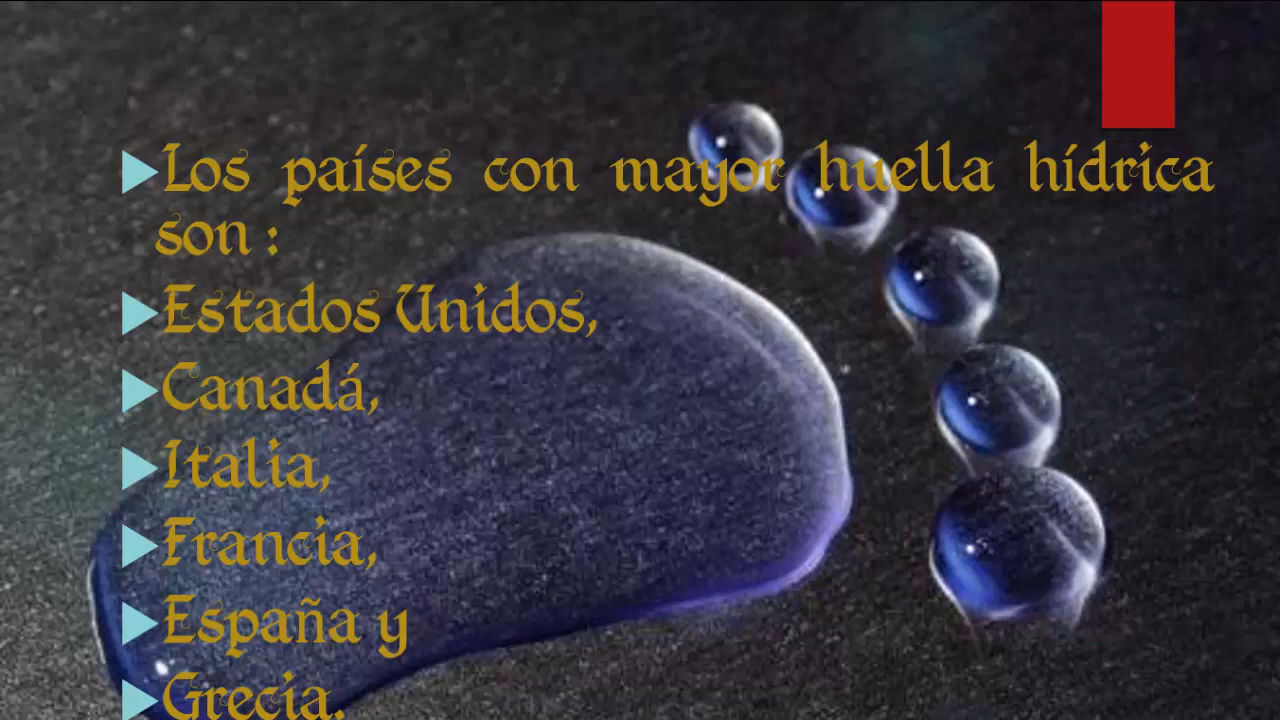 Los países con mayor huella hídrica
son :
Estados Unidos,
Canadá,
Italia,
Francia,
España y
Grecia.